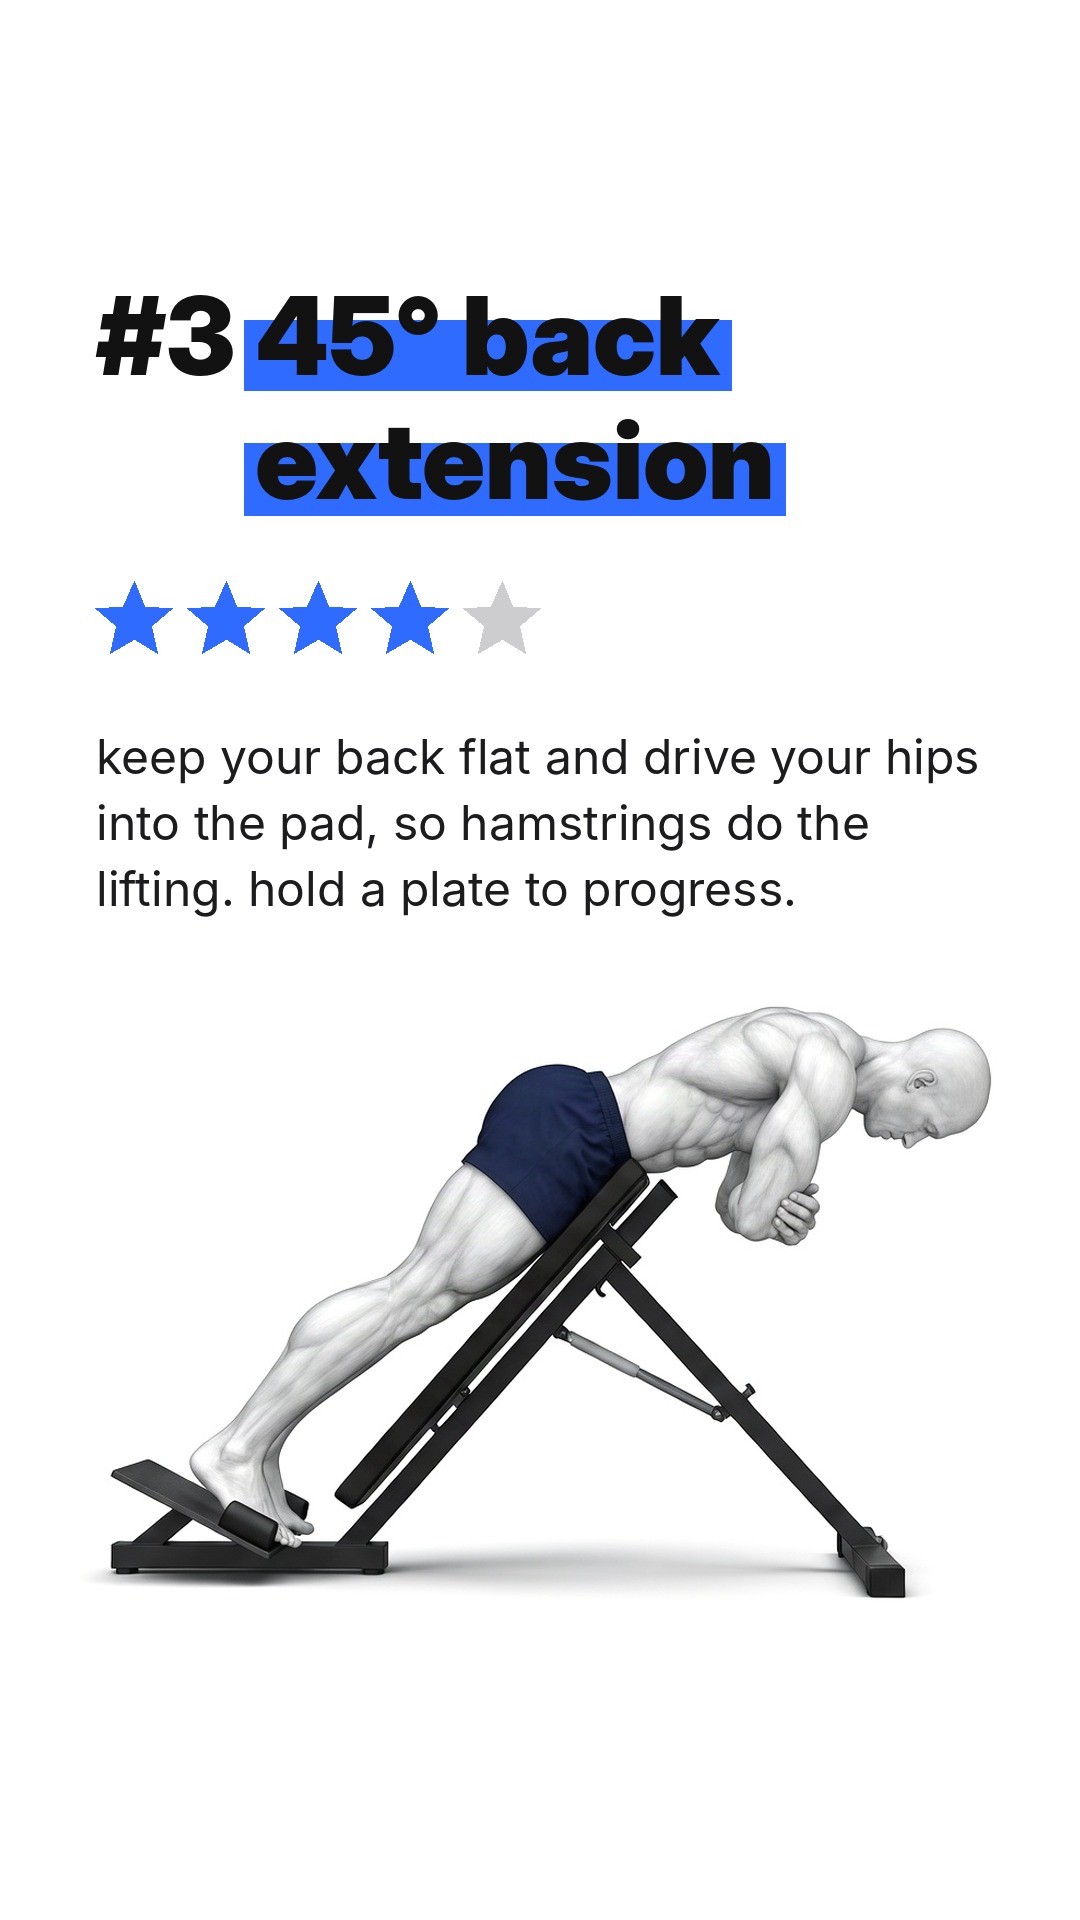 #3 45° back
extension
keep your back flat and drive your hips
into the pad, so hamstrings do the
lifting. hold a plate to progress.